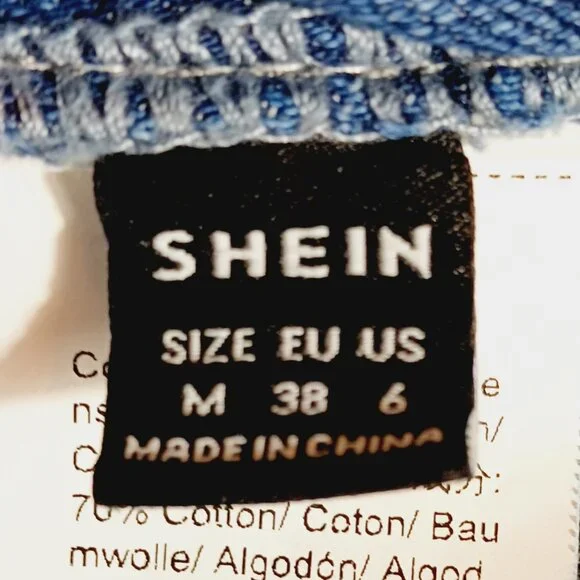 SHEIN
SIZE EU US
M 38 6
MADE IN CHINA
70% Cotton/ Coton/ Bau
mwolle/ Algodón/ Algod